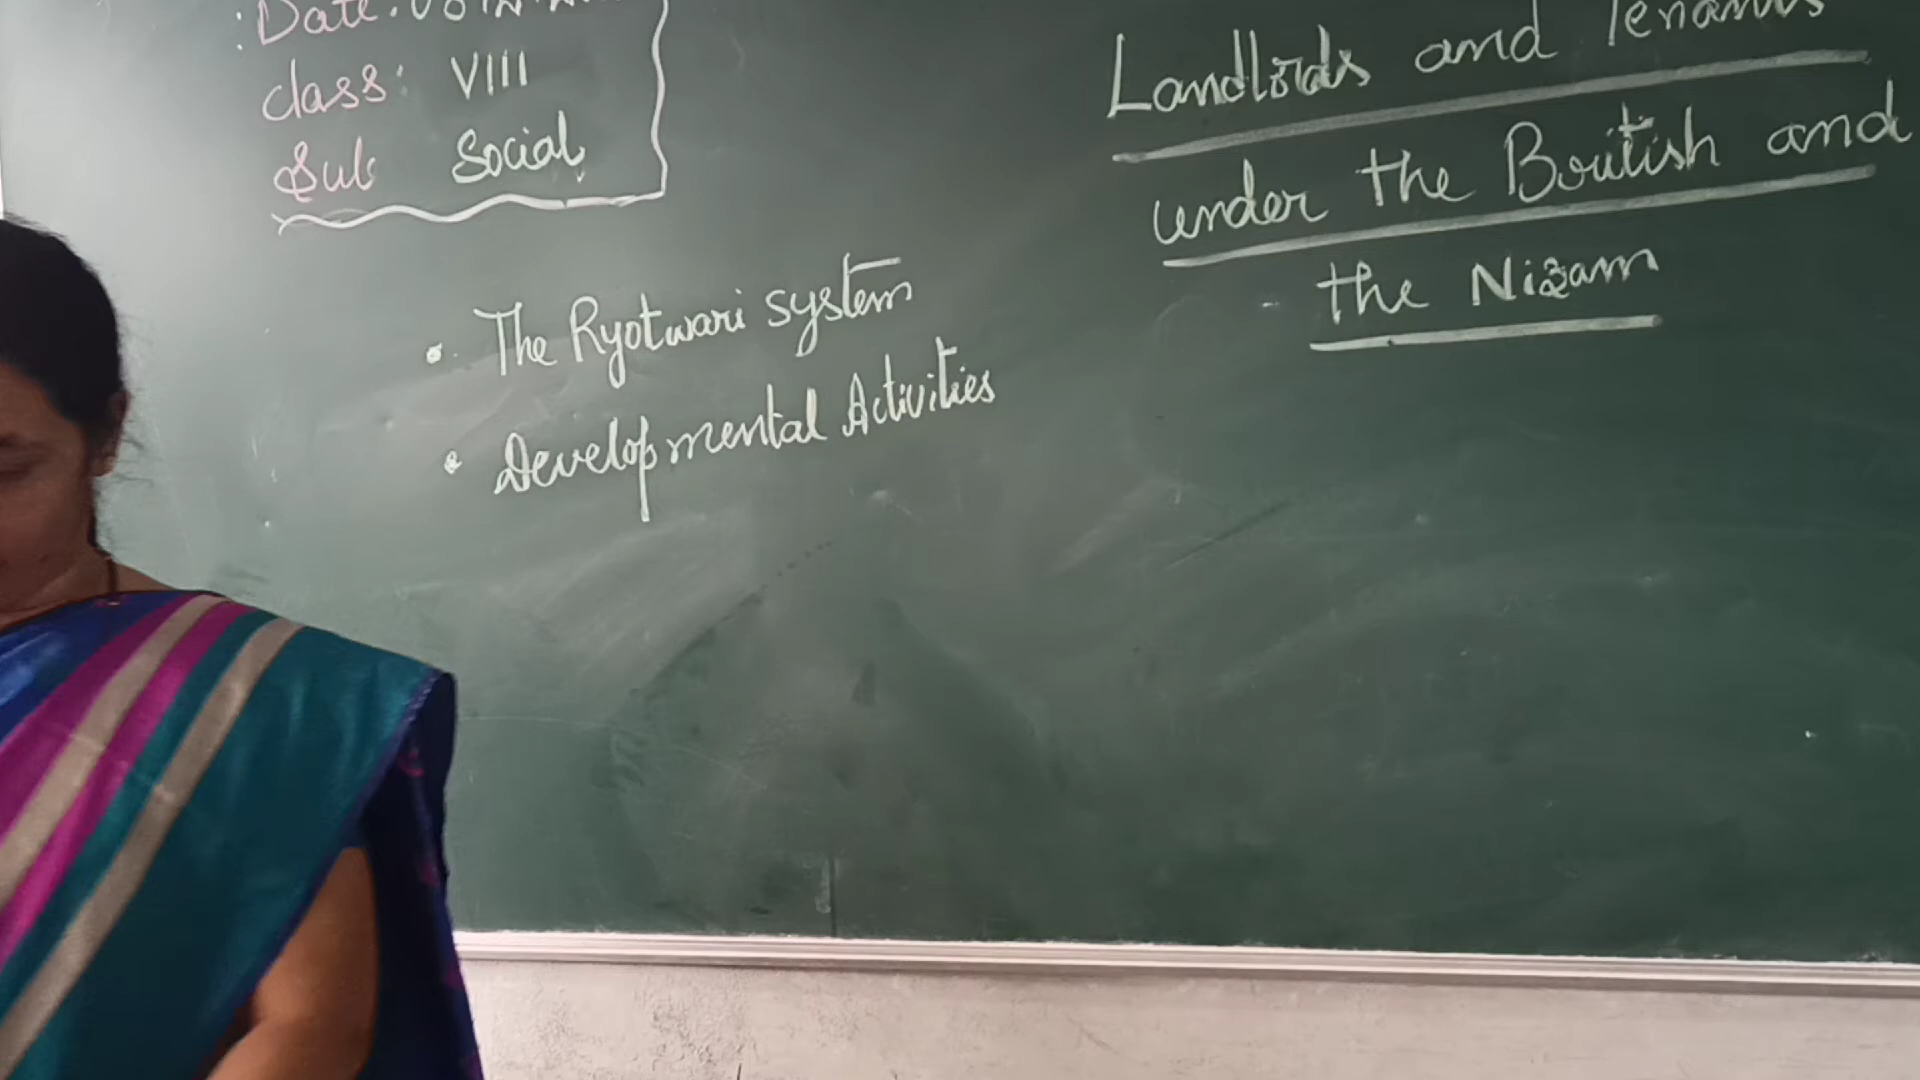 : Date:
class: VIII
Sub Social
Landlords and Tenants
under the British and
the Nizam
• The Ryotwari system
• Developmental Activities